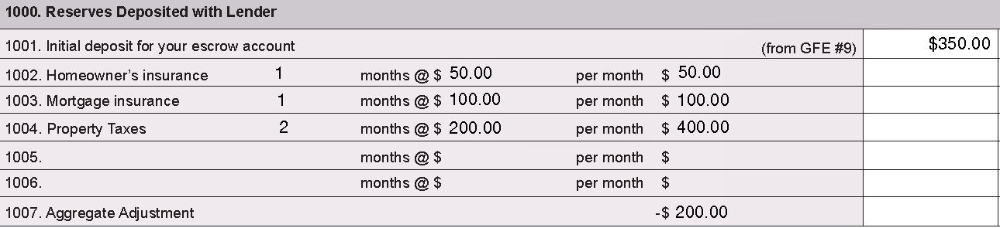 1000. Reserves Deposited with Lender
1001. Initial deposit for your escrow account (from GFE #9) $350.00
1002. Homeowner's insurance 1 months @ $ 50.00 per month $ 50.00
1003. Mortgage insurance 1 months @ $ 100.00 per month $ 100.00
1004. Property Taxes 2 months @ $ 200.00 per month $ 400.00
1005. months @ $ per month $
1006. months @ $ per month $
1007. Aggregate Adjustment -$ 200.00